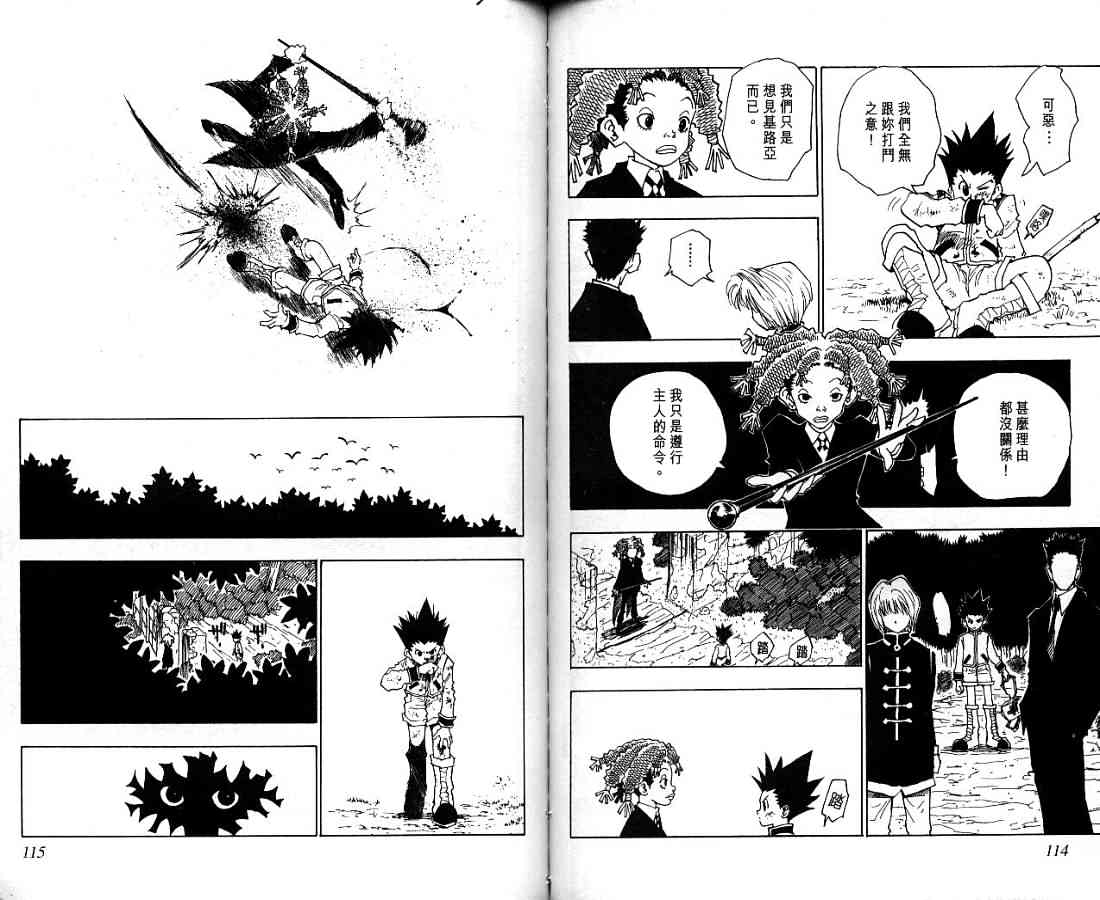 可惡…
我們全無
跟妳打鬥
之意！
我們只是
想見基路亞
而已。
……
甚麼理由
都沒關係！
我只是遵行
主人的命令。
踏
踏
踏
114
115